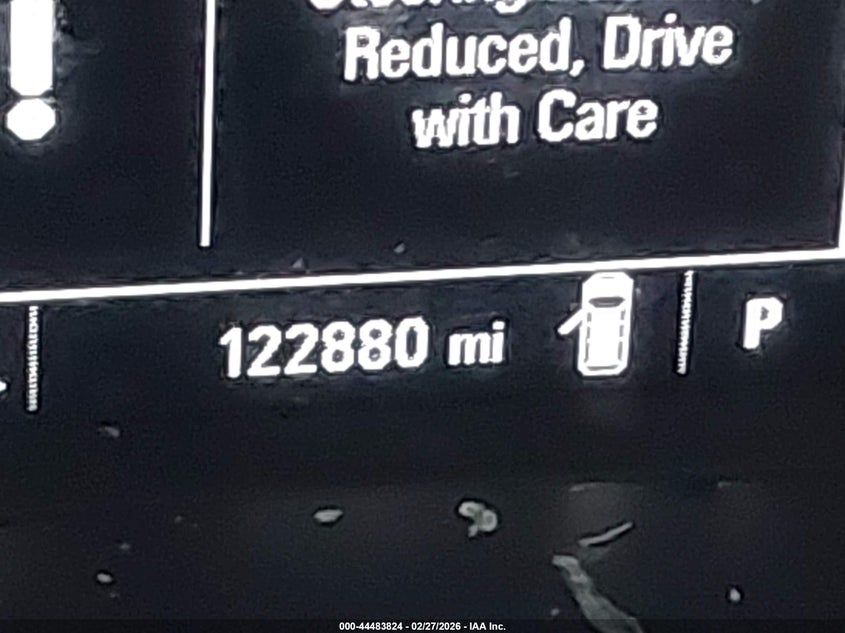 Reduced, Drive
with Care
122880 mi
P
000-44483824 - 02/27/2026 - IAA Inc.